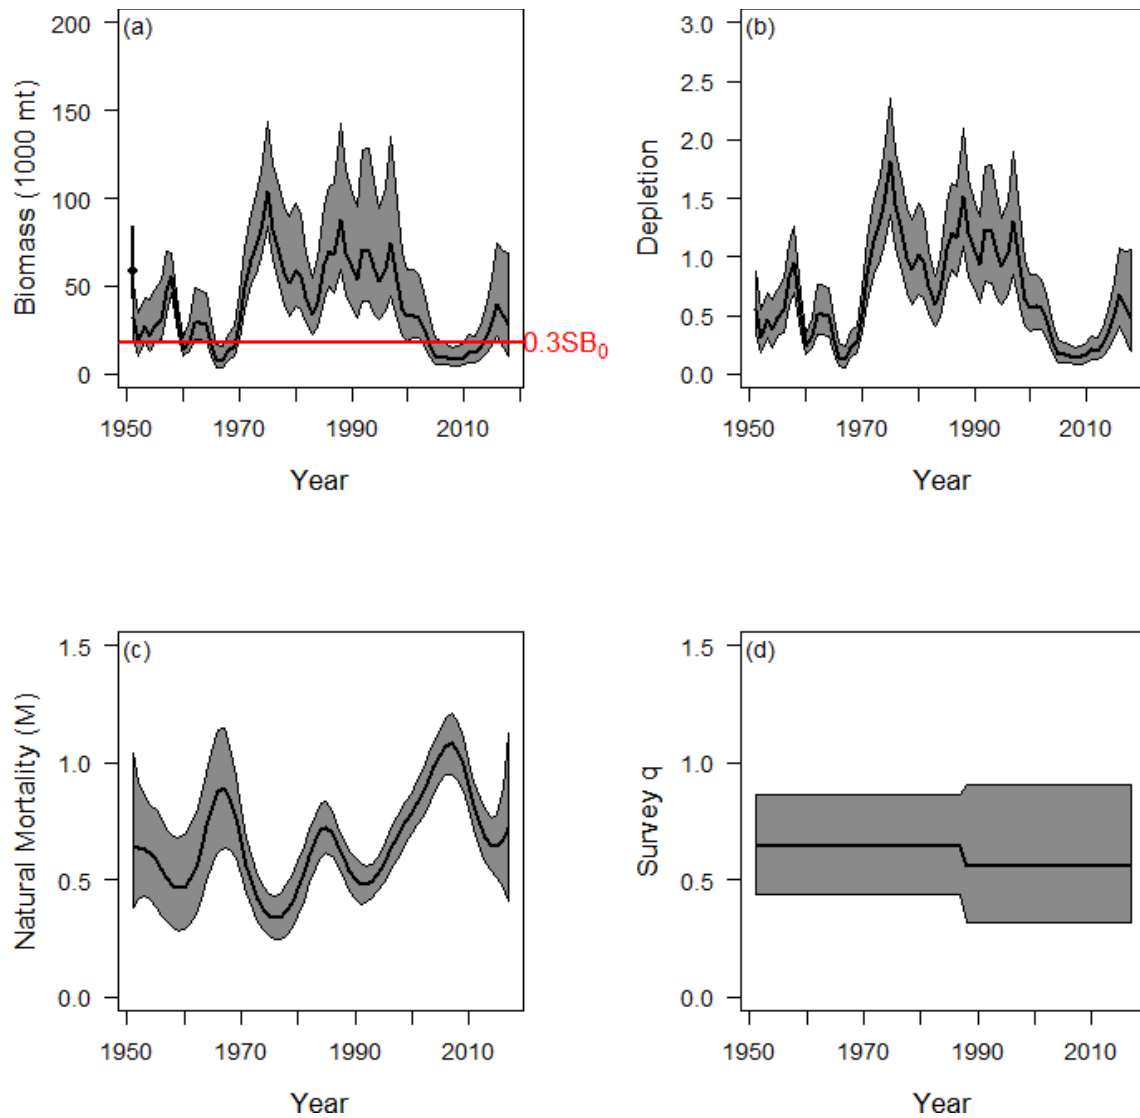 (a)
Biomass (1000 mt)
200
150
100
50
0
0.3SB₀
1950 1970 1990 2010
Year
(b)
Depletion
3.0
2.5
2.0
1.5
1.0
0.5
0.0
1950 1970 1990 2010
Year
(c)
Natural Mortality (M)
1.5
1.0
0.5
0.0
1950 1970 1990 2010
Year
(d)
Survey q
1.5
1.0
0.5
0.0
1950 1970 1990 2010
Year